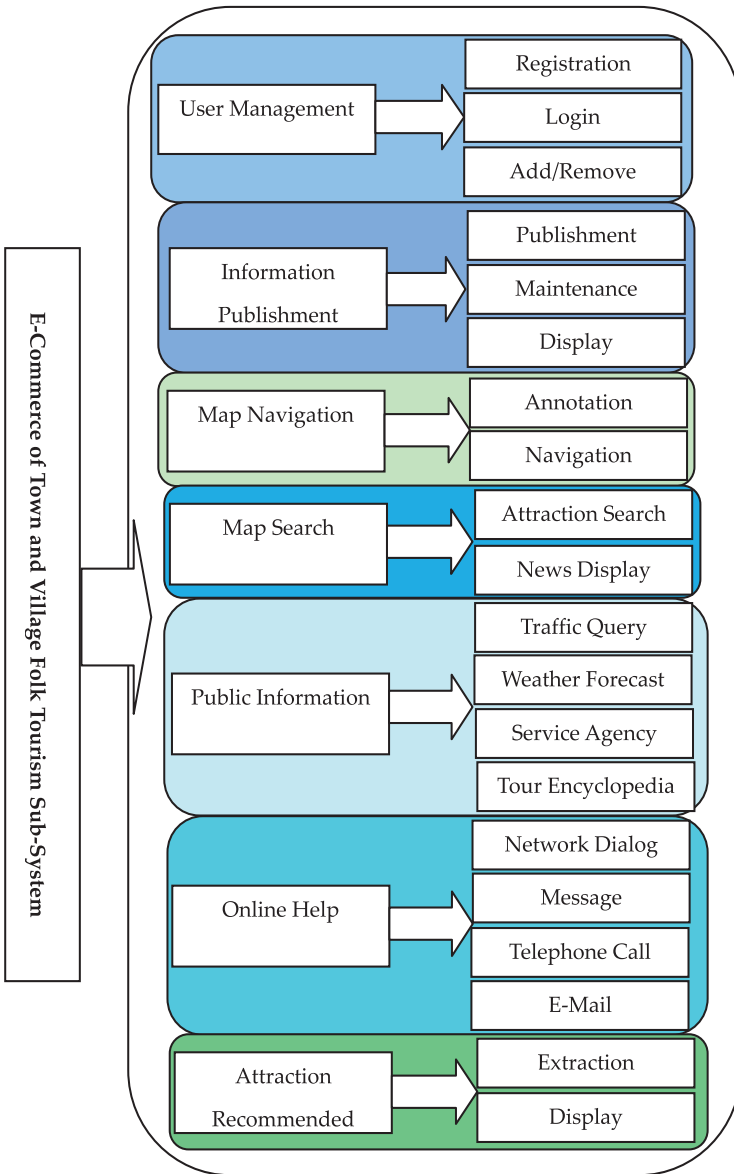 E-Commerce of Town and Village Folk Tourism Sub-System
User Management
Registration
Login
Add/Remove
Information
Publishment
Publishment
Maintenance
Display
Map Navigation
Annotation
Navigation
Map Search
Attraction Search
News Display
Public Information
Traffic Query
Weather Forecast
Service Agency
Tour Encyclopedia
Online Help
Network Dialog
Message
Telephone Call
E-Mail
Attraction
Recommended
Extraction
Display